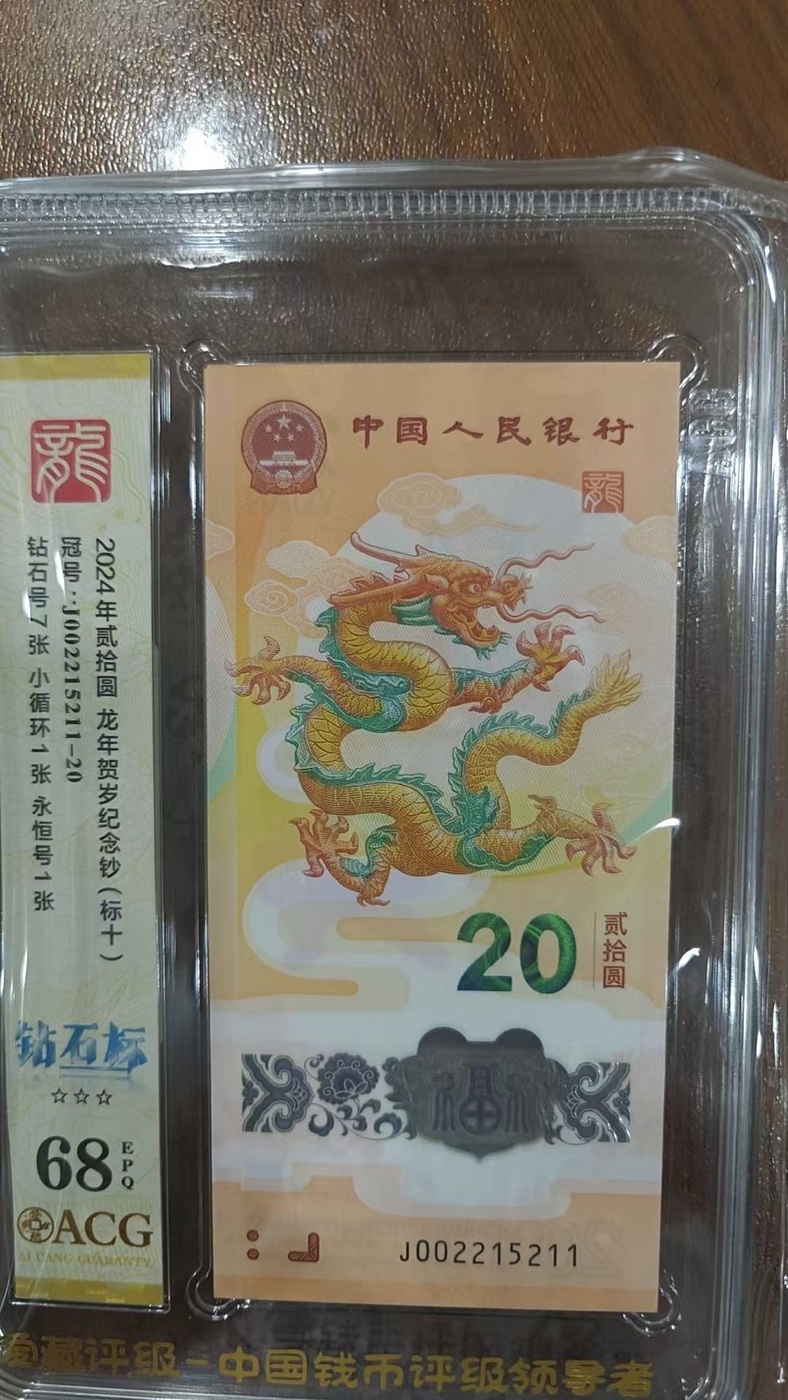 龍
2024年贰拾圆 龙年贺岁纪念钞(标十)
冠号:J002215211-20
钻石号7张 小循环1张 永恒号1张
钻石标
☆☆☆
68 EPQ
ACG
AI CANG GUARANTY
中国人民银行
龍
20
贰拾圆
福
J002215211
爱藏评级-中国钱币评级领导者